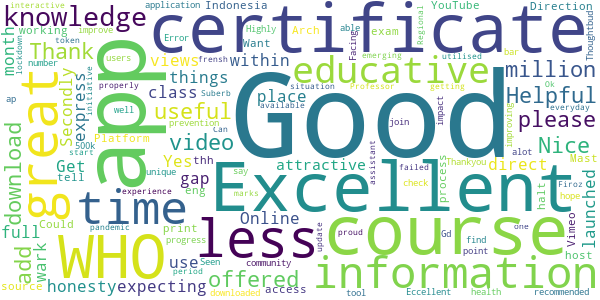 interactive
application
Indonesia
YouTube
Direction
knowledge
certificate
month
working
improve
Highly
Arch
able
exam
Regional
Thoughtbud
lockdown
Thank
token
Error
Want
Facing
emerging
utilised
bar
number
users
views
within
educative
million
ap
properly
frensh
situation
Professor
getting
improving
Ok
everyday
initiative
things
Suberb
Helpful
Secondly
express
class
place
available
prevention
500k
well
useful
Can
join
impact
please
great
app
Good
Platform
start
video
Thankyou
alot
Yes
thh
unique
assistant
failed
Nice
Mast
download
Get
gap
attractive
process
direct
check
hope
Firoz
tell
eng
say
marks
experience
Excellent
halt
launched
time
less
course
full
Could
Online
pandemic
print
update
proud
Gd
find
one
Vimeo
add
wark
WHO
offered
progress
Seen
community
point
host
information
source
honesty
expecting
use
period
access
downloaded
tool
Eccellent
health
recommended